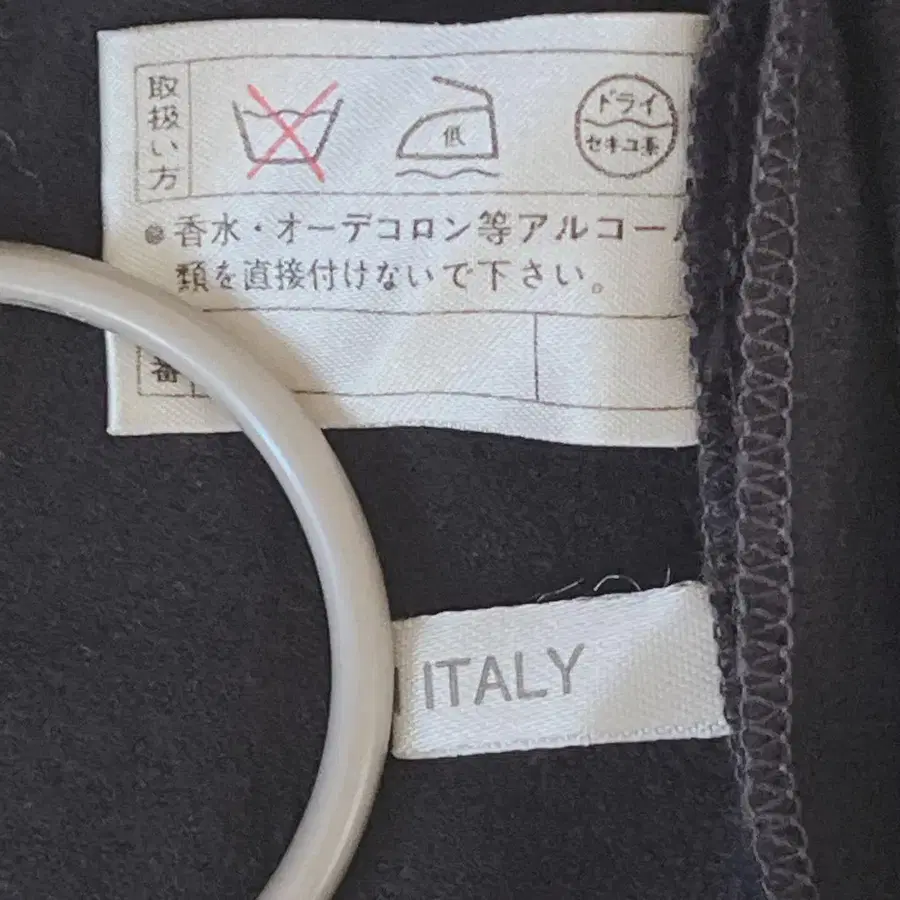 取扱い方
低
ドライ
セキユ系
●香水・オーデコロン等アルコー
類を直接付けないで下さい。
番
ITALY